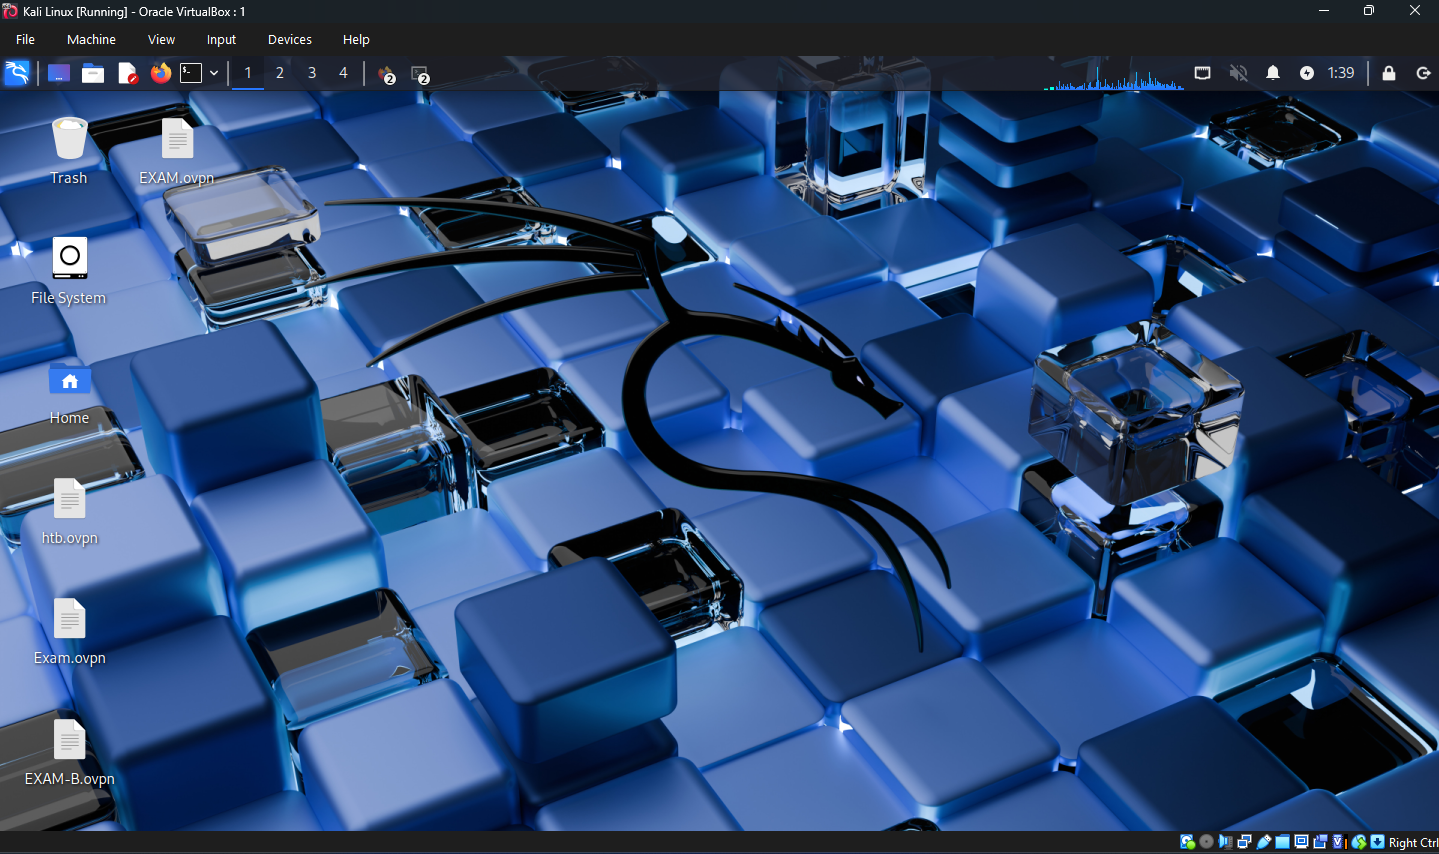 Kali Linux [Running] - Oracle VirtualBox : 1
File Machine View Input Devices Help
1 2 3 4 2 2 1:39
Trash
EXAM.ovpn
File System
Home
htb.ovpn
Exam.ovpn
EXAM-B.ovpn
Right Ctrl